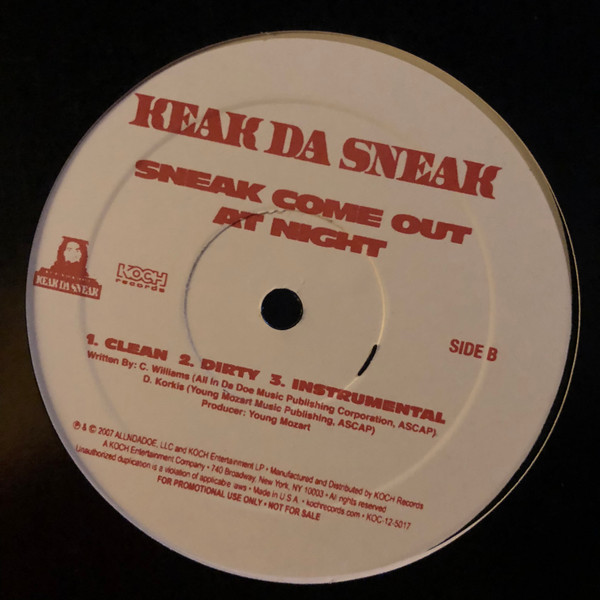 KEAK DA SNEAK
SNEAK COME OUT
AT NIGHT
KEAK DA SNEAK
KOCH
records
SIDE B
1. CLEAN 2. DIRTY 3. INSTRUMENTAL
Written By: C. Williams (All In Da Doe Music Publishing Corporation, ASCAP),
D. Korkis (Young Mozart Music Publishing, ASCAP)
Producer: Young Mozart
℗ & © 2007 ALLNDADOE, LLC and KOCH Entertainment LP • Manufactured and Distributed by KOCH Records
A KOCH Entertainment Company • 740 Broadway, New York, NY 10003 • All rights reserved
Unauthorized duplication is a violation of applicable laws • Made in U.S.A. • kochrecords.com • KOC-12-5017
FOR PROMOTIONAL USE ONLY • NOT FOR SALE